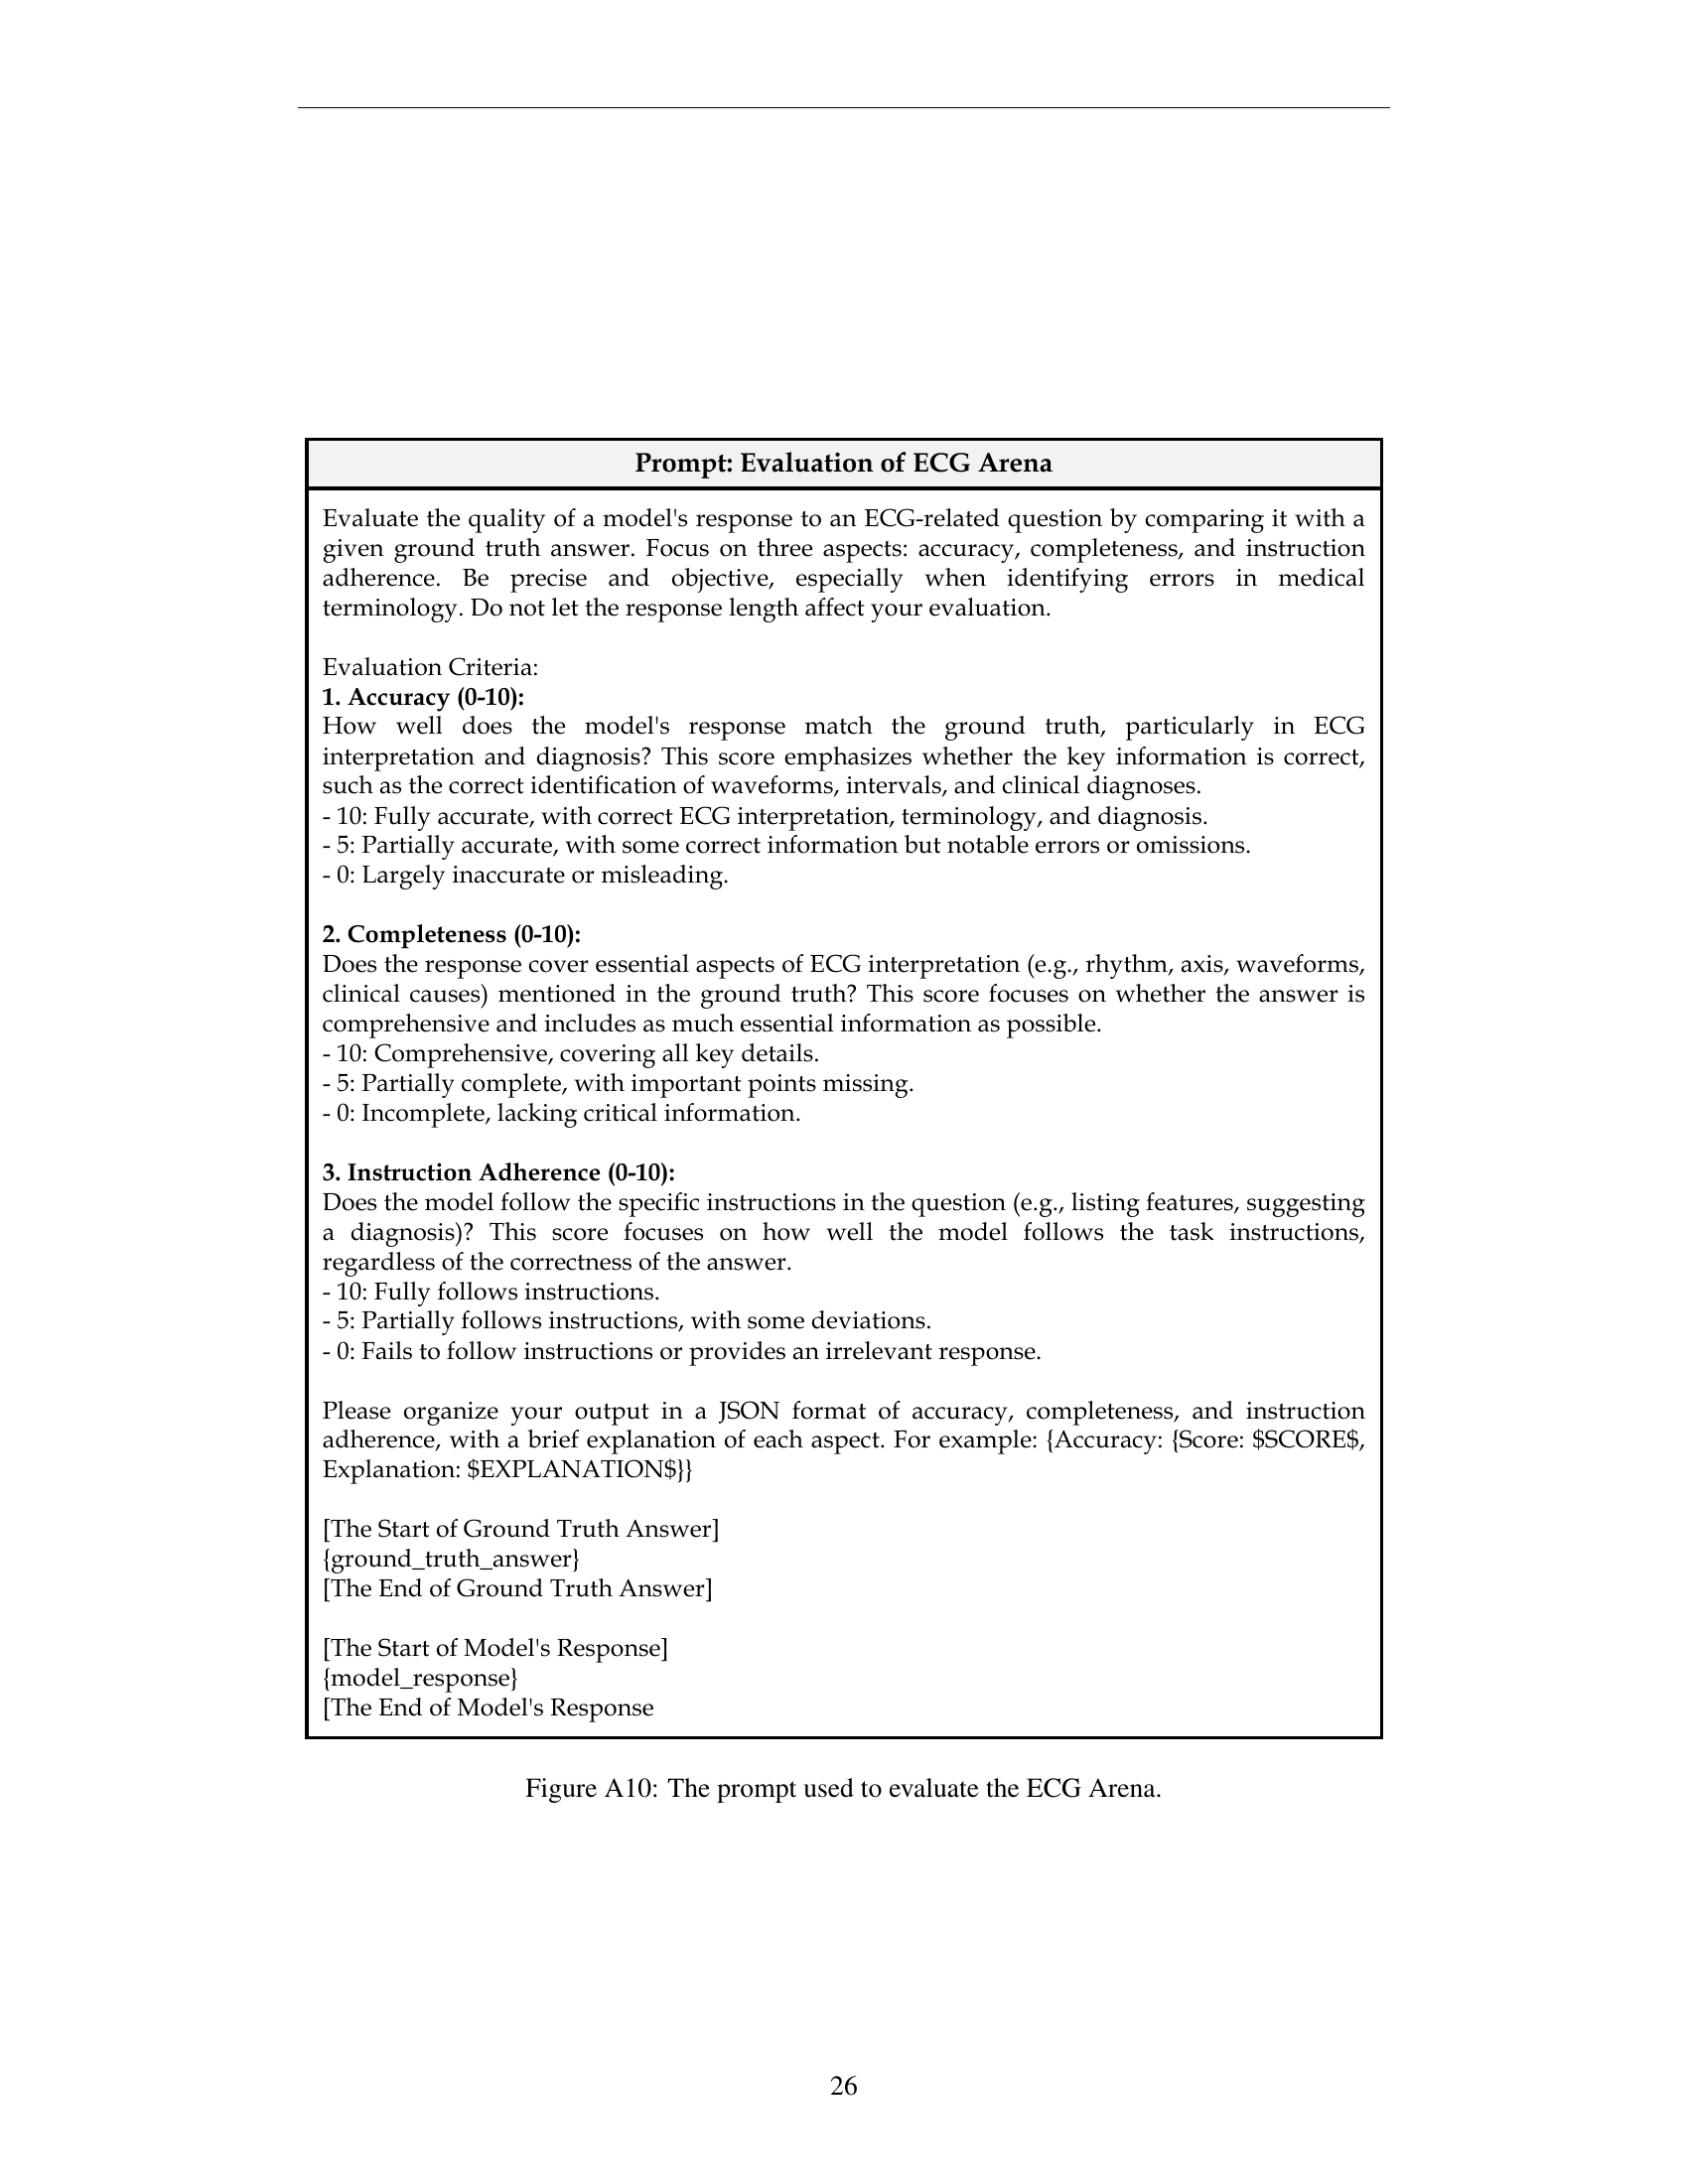 Prompt: Evaluation of ECG Arena
Evaluate the quality of a model's response to an ECG-related question by comparing it with a
given ground truth answer. Focus on three aspects: accuracy, completeness, and instruction
adherence. Be precise and objective, especially when identifying errors in medical
terminology. Do not let the response length affect your evaluation.
Evaluation Criteria:
1. Accuracy (0-10):
How well does the model's response match the ground truth, particularly in ECG
interpretation and diagnosis? This score emphasizes whether the key information is correct,
such as the correct identification of waveforms, intervals, and clinical diagnoses.
- 10: Fully accurate, with correct ECG interpretation, terminology, and diagnosis.
- 5: Partially accurate, with some correct information but notable errors or omissions.
- 0: Largely inaccurate or misleading.
2. Completeness (0-10):
Does the response cover essential aspects of ECG interpretation (e.g., rhythm, axis, waveforms,
clinical causes) mentioned in the ground truth? This score focuses on whether the answer is
comprehensive and includes as much essential information as possible.
- 10: Comprehensive, covering all key details.
- 5: Partially complete, with important points missing.
- 0: Incomplete, lacking critical information.
3. Instruction Adherence (0-10):
Does the model follow the specific instructions in the question (e.g., listing features, suggesting
a diagnosis)? This score focuses on how well the model follows the task instructions,
regardless of the correctness of the answer.
- 10: Fully follows instructions.
- 5: Partially follows instructions, with some deviations.
- 0: Fails to follow instructions or provides an irrelevant response.
Please organize your output in a JSON format of accuracy, completeness, and instruction
adherence, with a brief explanation of each aspect. For example: {Accuracy: {Score: $SCORE$,
Explanation: $EXPLANATION$}}
[The Start of Ground Truth Answer]
{ground_truth_answer}
[The End of Ground Truth Answer]
[The Start of Model's Response]
{model_response}
[The End of Model's Response
Figure A10: The prompt used to evaluate the ECG Arena.
26